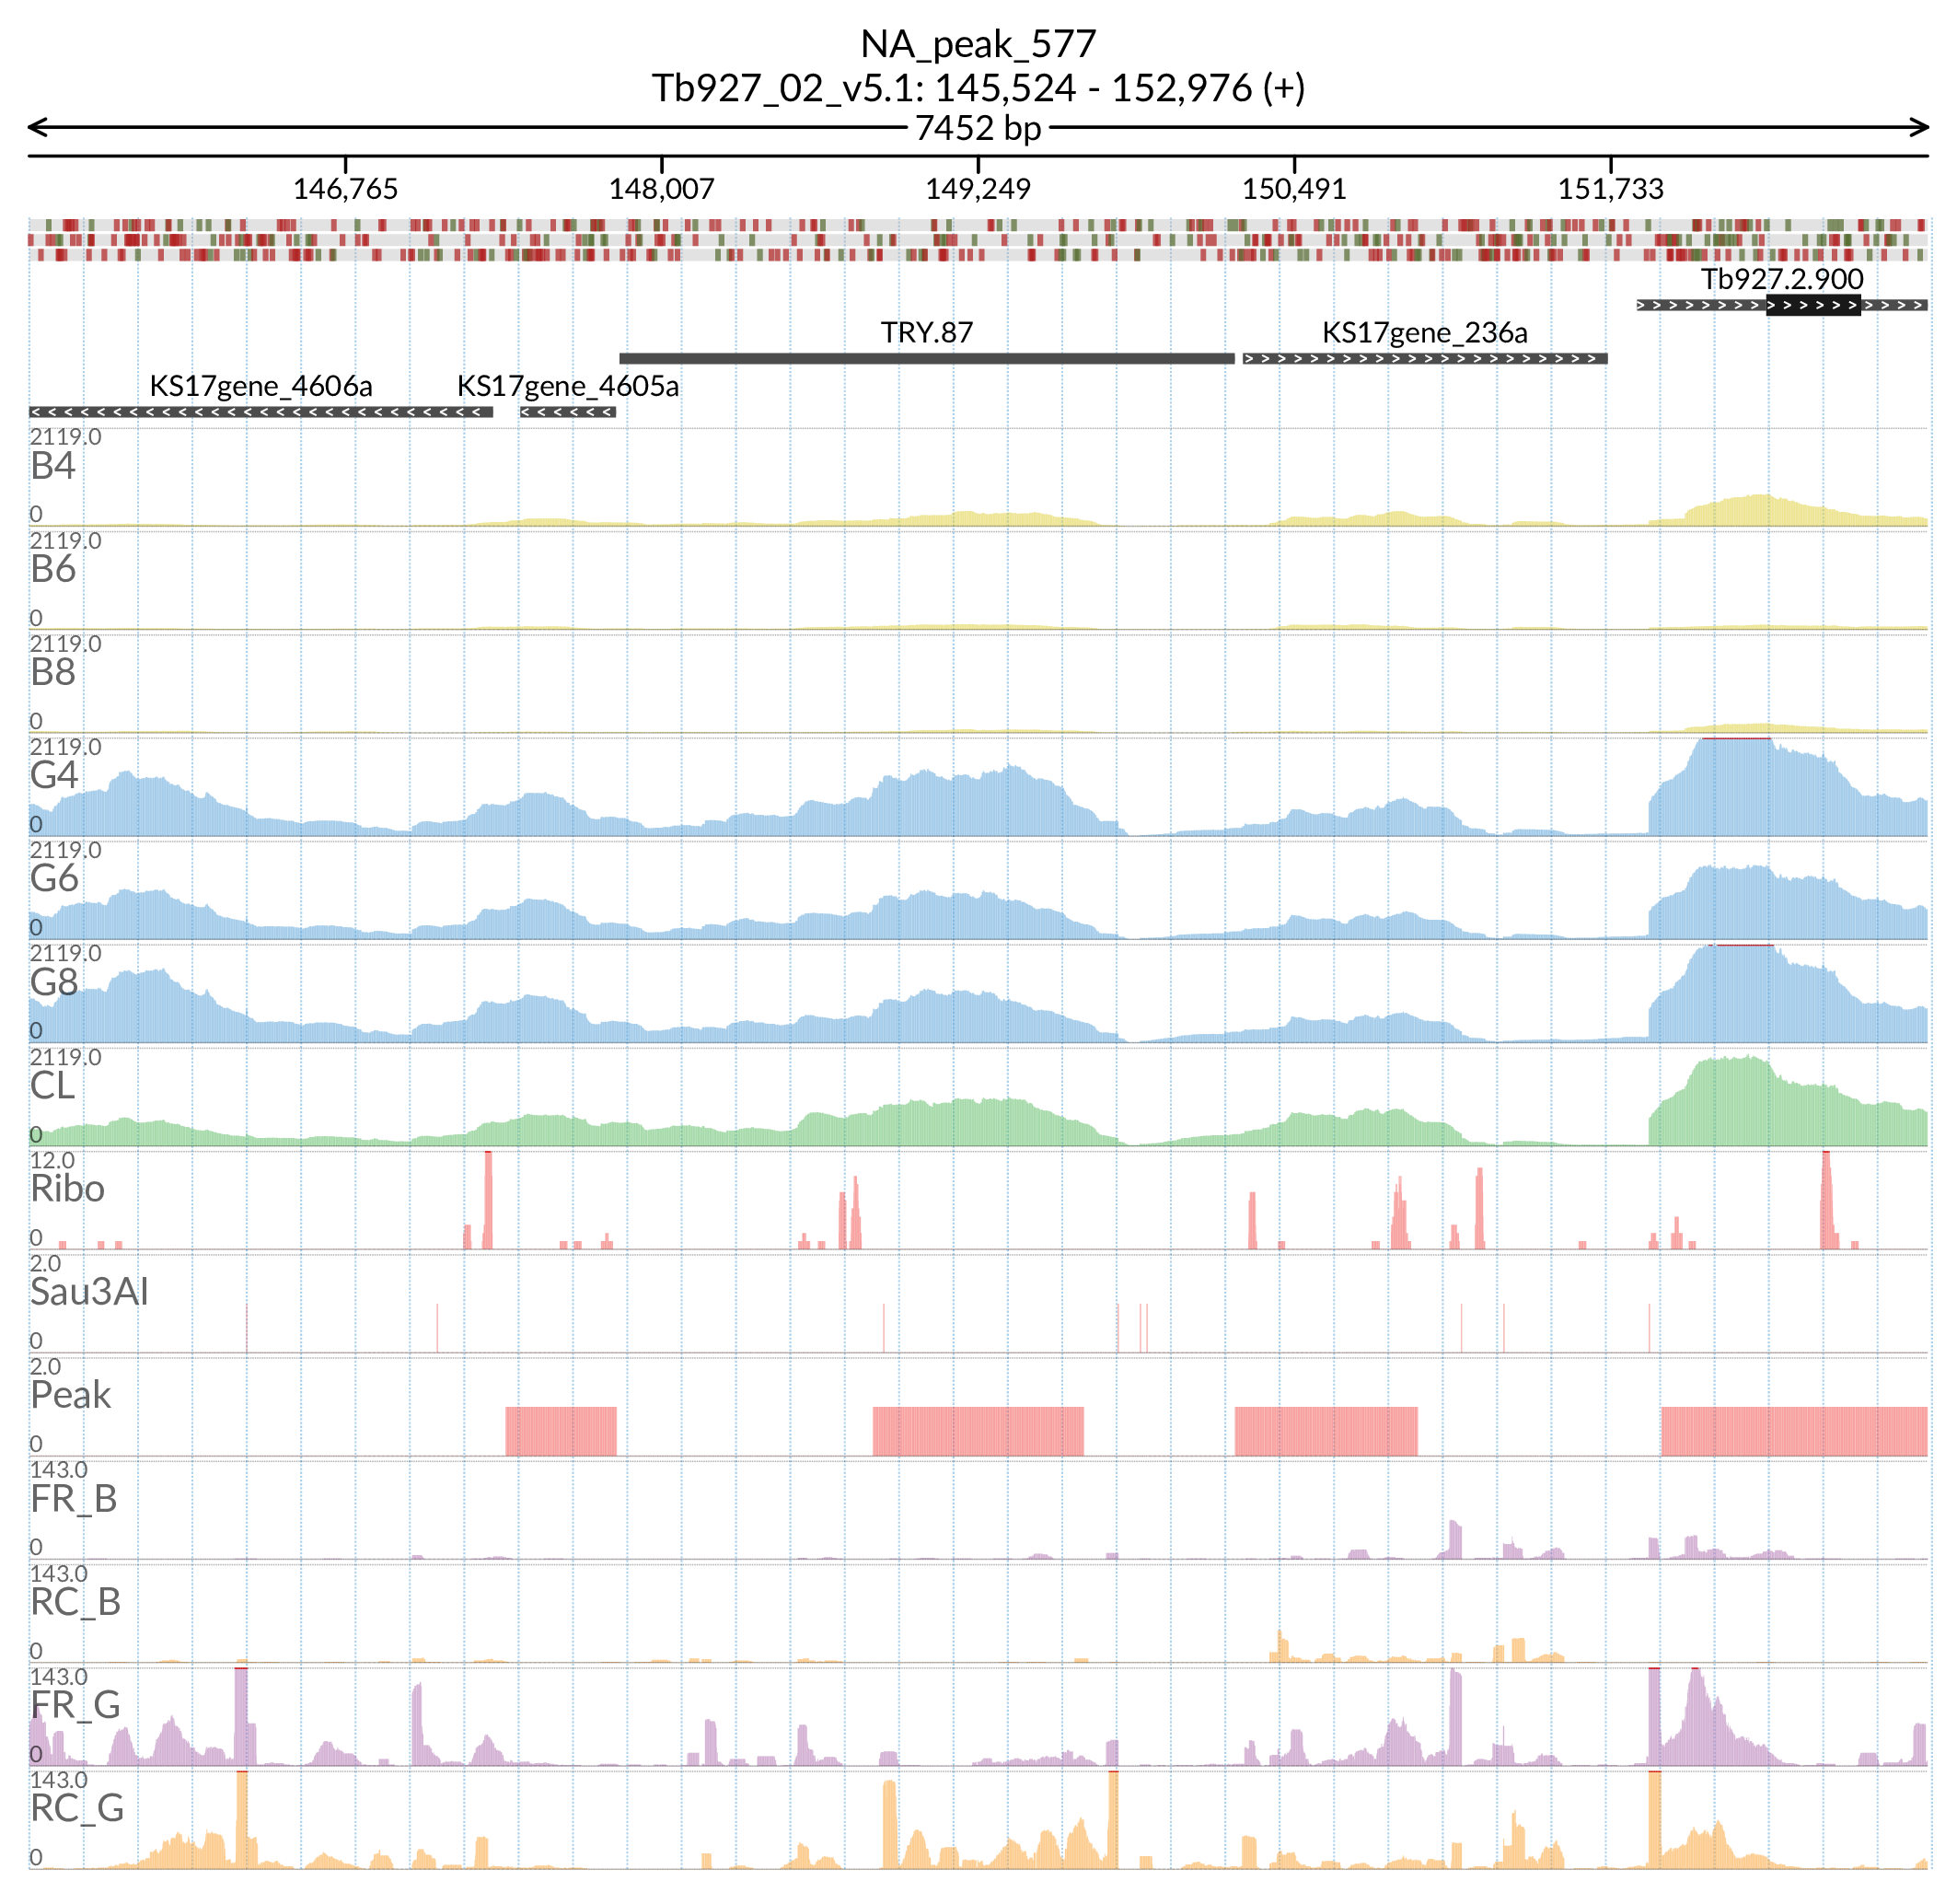 NA_peak_577
Tb927_02_v5.1: 145,524 - 152,976 (+)
7452 bp
146,765 148,007 149,249 150,491 151,733
Tb927.2.900
TRY.87 KS17gene_236a
KS17gene_4606a KS17gene_4605a
2119.0
B4
0
2119.0
B6
0
2119.0
B8
0
2119.0
G4
0
2119.0
G6
0
2119.0
G8
0
2119.0
CL
0
12.0
Ribo
0
2.0
Sau3AI
0
2.0
Peak
0
143.0
FR_B
0
143.0
RC_B
0
143.0
FR_G
0
143.0
RC_G
0